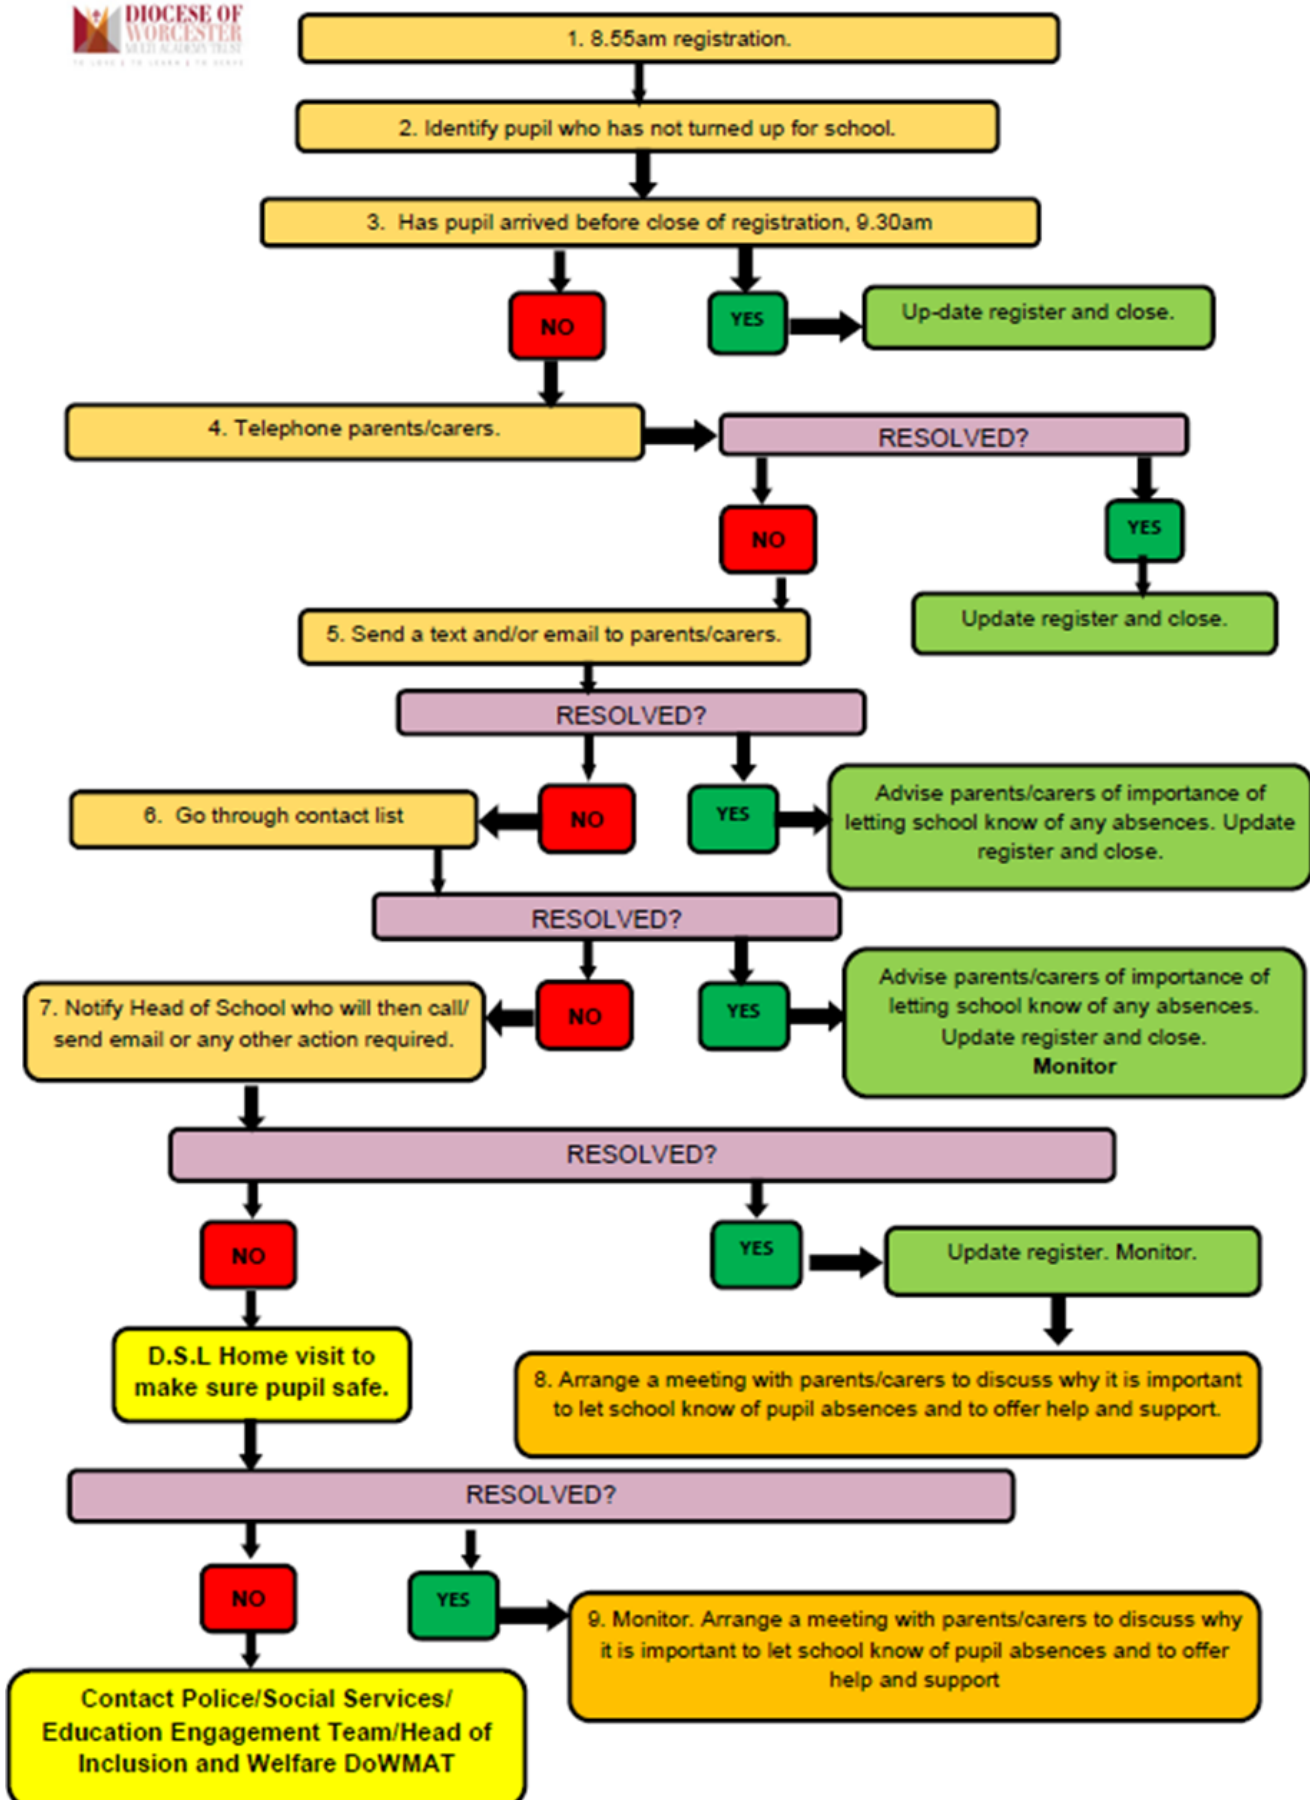 DIOCESE OF
WORCESTER
MULTI ACADEMY TRUST
TO LOVE & TO LEARN & TO SERVE
1. 8.55am registration.
2. Identify pupil who has not turned up for school.
3. Has pupil arrived before close of registration, 9.30am
NO
YES
Up-date register and close.
4. Telephone parents/carers.
RESOLVED?
NO
YES
Update register and close.
5. Send a text and/or email to parents/carers.
RESOLVED?
6. Go through contact list
NO
YES
Advise parents/carers of importance of
letting school know of any absences. Update
register and close.
RESOLVED?
7. Notify Head of School who will then call/
send email or any other action required.
NO
YES
Advise parents/carers of importance of
letting school know of any absences.
Update register and close.
Monitor
RESOLVED?
NO
YES
Update register. Monitor.
D.S.L Home visit to
make sure pupil safe.
8. Arrange a meeting with parents/carers to discuss why it is important
to let school know of pupil absences and to offer help and support.
RESOLVED?
NO
YES
9. Monitor. Arrange a meeting with parents/carers to discuss why
it is important to let school know of pupil absences and to offer
help and support
Contact Police/Social Services/
Education Engagement Team/Head of
Inclusion and Welfare DoWMAT